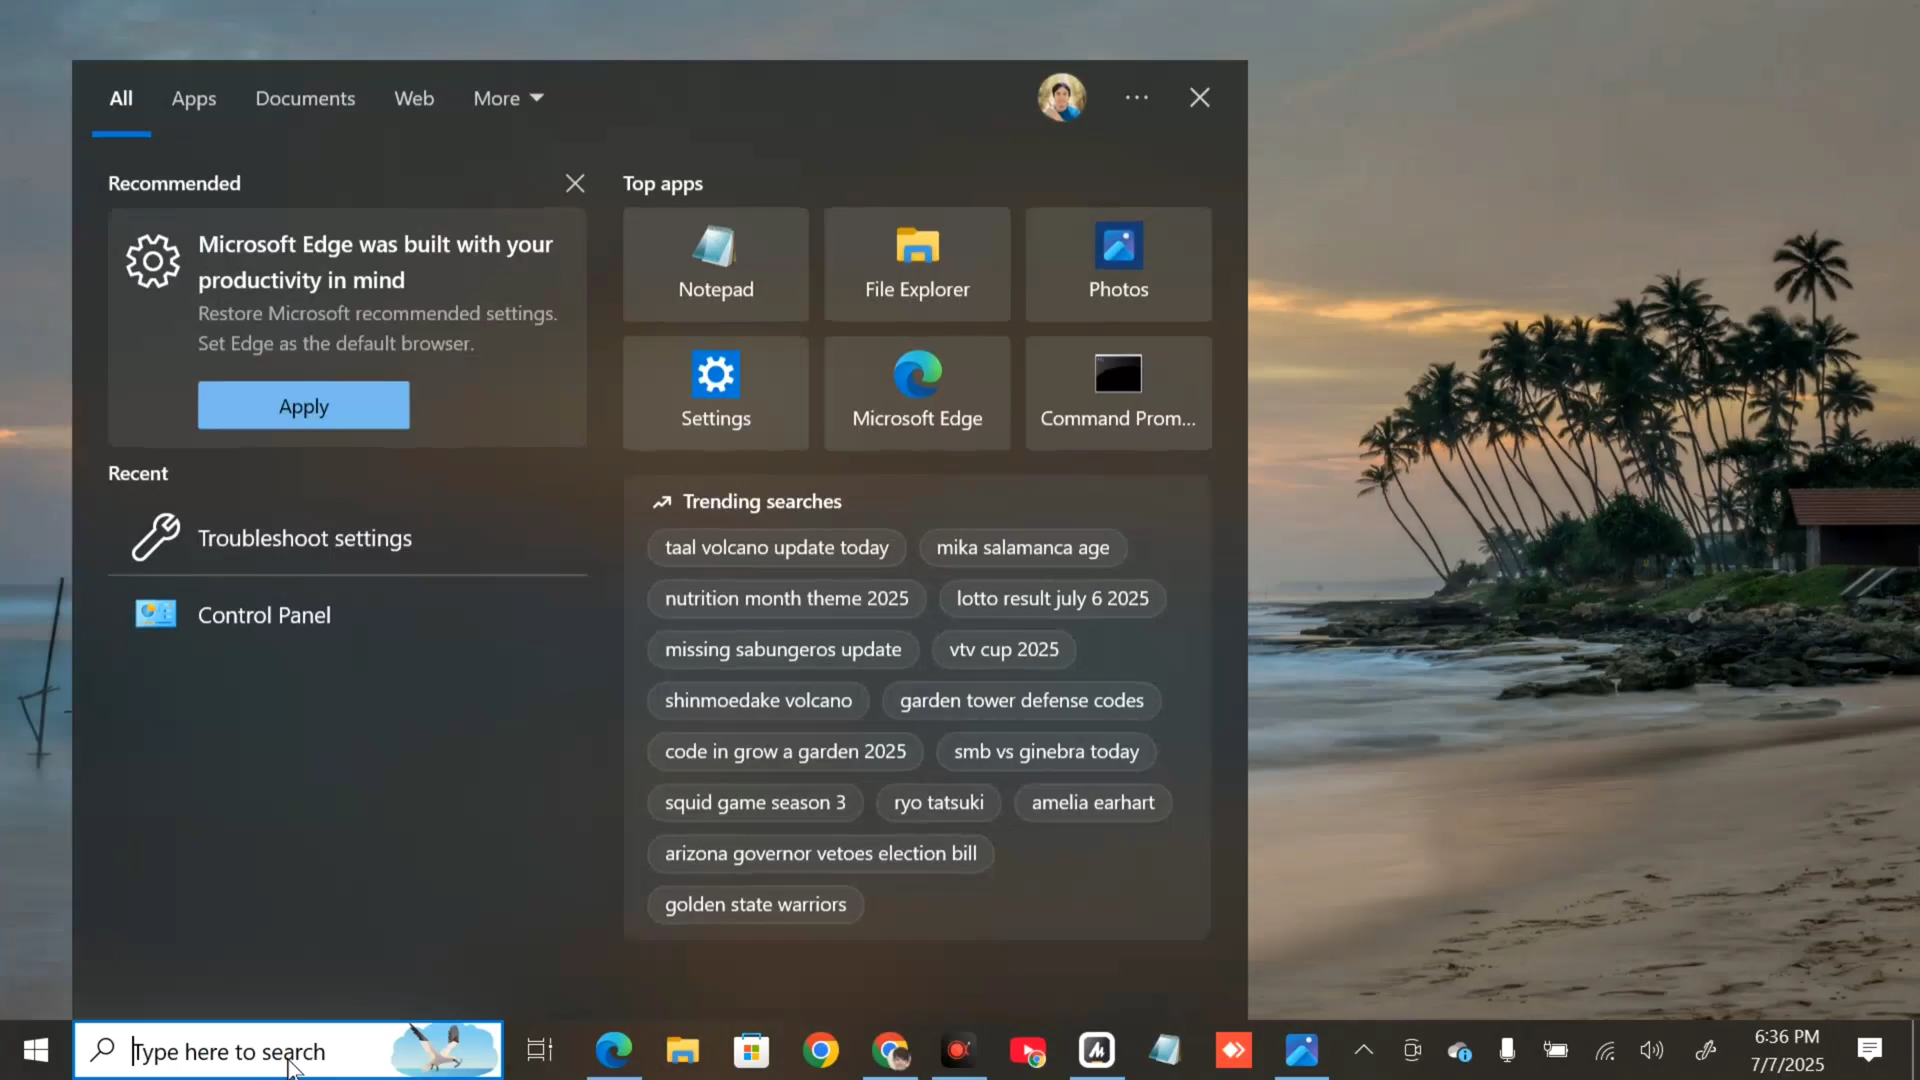 All Apps Documents Web More
Recommended
Microsoft Edge was built with your
productivity in mind
Restore Microsoft recommended settings.
Set Edge as the default browser.
Apply
Recent
Troubleshoot settings
Control Panel
Top apps
Notepad File Explorer Photos
Settings Microsoft Edge Command Prom...
Trending searches
taal volcano update today mika salamanca age
nutrition month theme 2025 lotto result july 6 2025
missing sabungeros update vtv cup 2025
shinmoedake volcano garden tower defense codes
code in grow a garden 2025 smb vs ginebra today
squid game season 3 ryo tatsuki amelia earhart
arizona governor vetoes election bill
golden state warriors
Type here to search
6:36 PM
7/7/2025